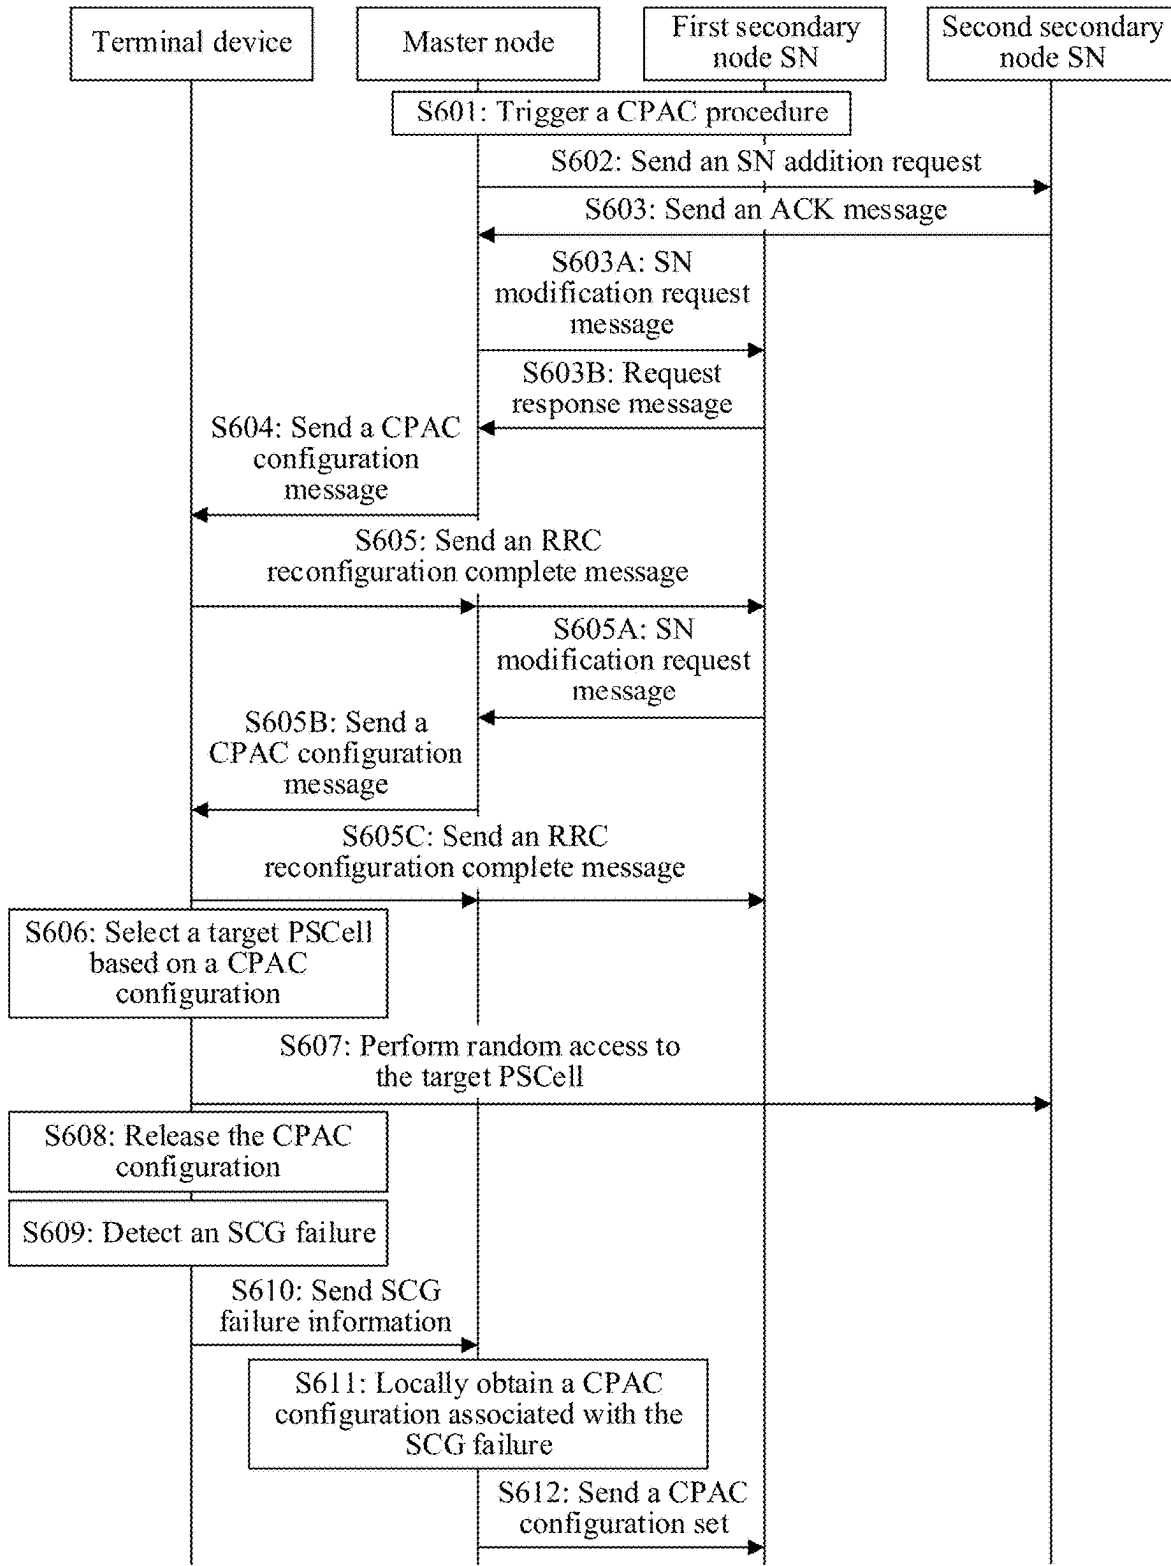 Terminal device
Master node
First secondary
node SN
Second secondary
node SN
S601: Trigger a CPAC procedure
S602: Send an SN addition request
S603: Send an ACK message
S603A: SN
modification request
message
S603B: Request
response message
S604: Send a CPAC
configuration
message
S605: Send an RRC
reconfiguration complete message
S605A: SN
modification request
message
S605B: Send a
CPAC configuration
message
S605C: Send an RRC
reconfiguration complete message
S606: Select a target PSCell
based on a CPAC
configuration
S607: Perform random access to
the target PSCell
S608: Release the CPAC
configuration
S609: Detect an SCG failure
S610: Send SCG
failure information
S611: Locally obtain a CPAC
configuration associated with the
SCG failure
S612: Send a CPAC
configuration set